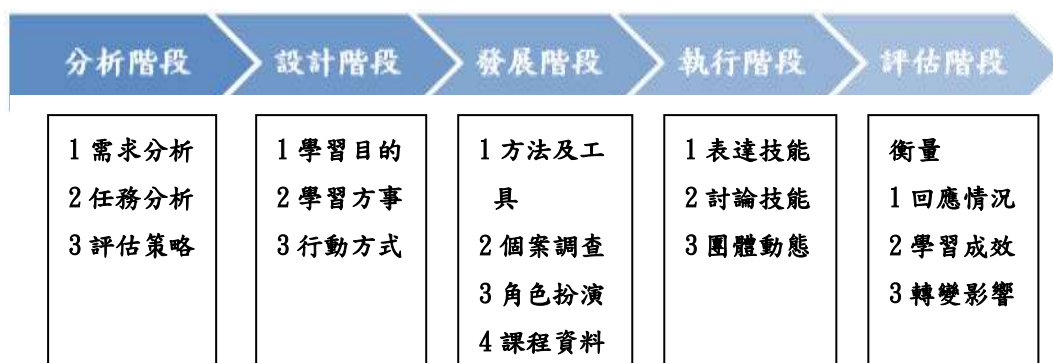 分析階段
設計階段
發展階段
執行階段
評估階段
1 需求分析
2 任務分析
3 評估策略
1 學習目的
2 學習方事
3 行動方式
1 方法及工
具
2 個案調查
3 角色扮演
4 課程資料
1 表達技能
2 討論技能
3 團體動態
衡量
1 回應情況
2 學習成效
3 轉變影響